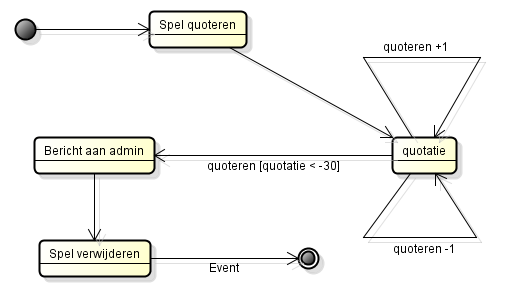 Spel quoteren
quoteren +1
quotatie
Bericht aan admin
quoteren [quotatie < -30]
quoteren -1
Spel verwijderen
Event